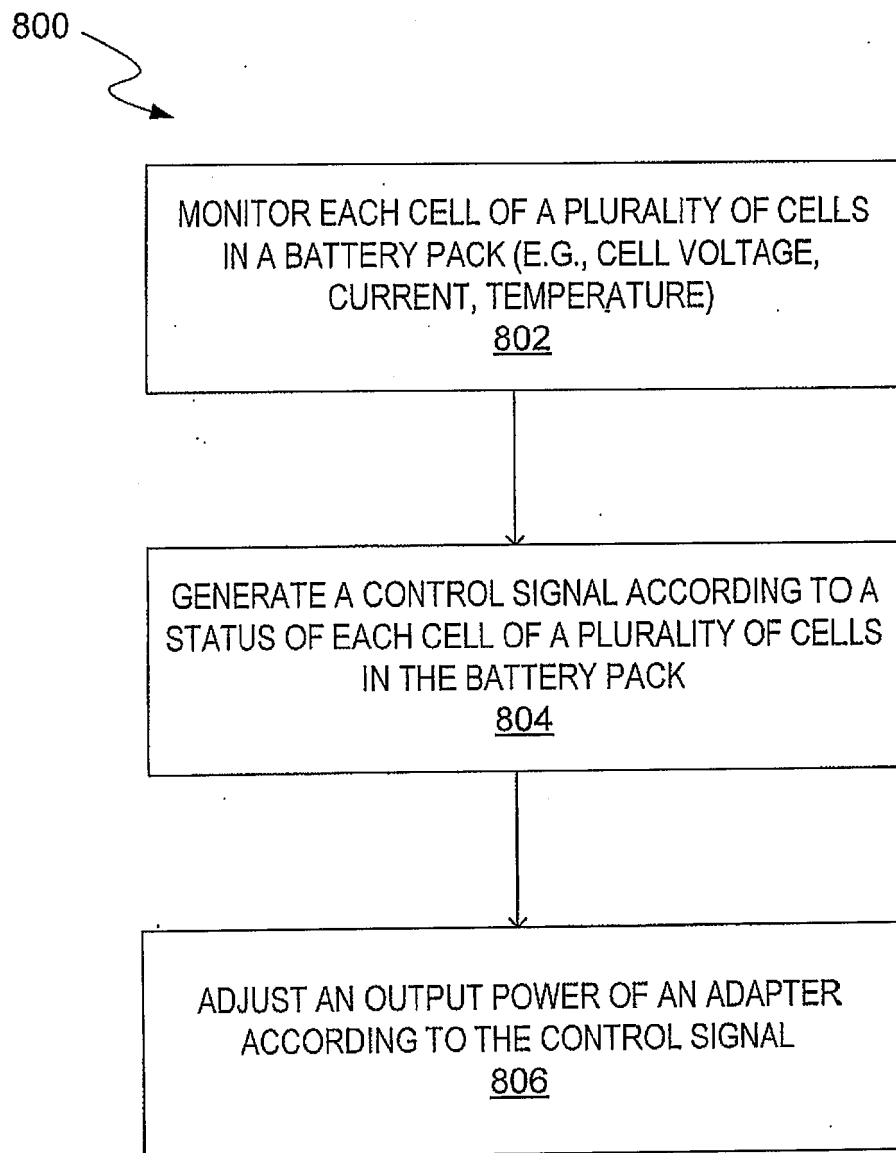 800
MONITOR EACH CELL OF A PLURALITY OF CELLS
IN A BATTERY PACK (E.G., CELL VOLTAGE,
CURRENT, TEMPERATURE)
802
GENERATE A CONTROL SIGNAL ACCORDING TO A
STATUS OF EACH CELL OF A PLURALITY OF CELLS
IN THE BATTERY PACK
804
ADJUST AN OUTPUT POWER OF AN ADAPTER
ACCORDING TO THE CONTROL SIGNAL
806